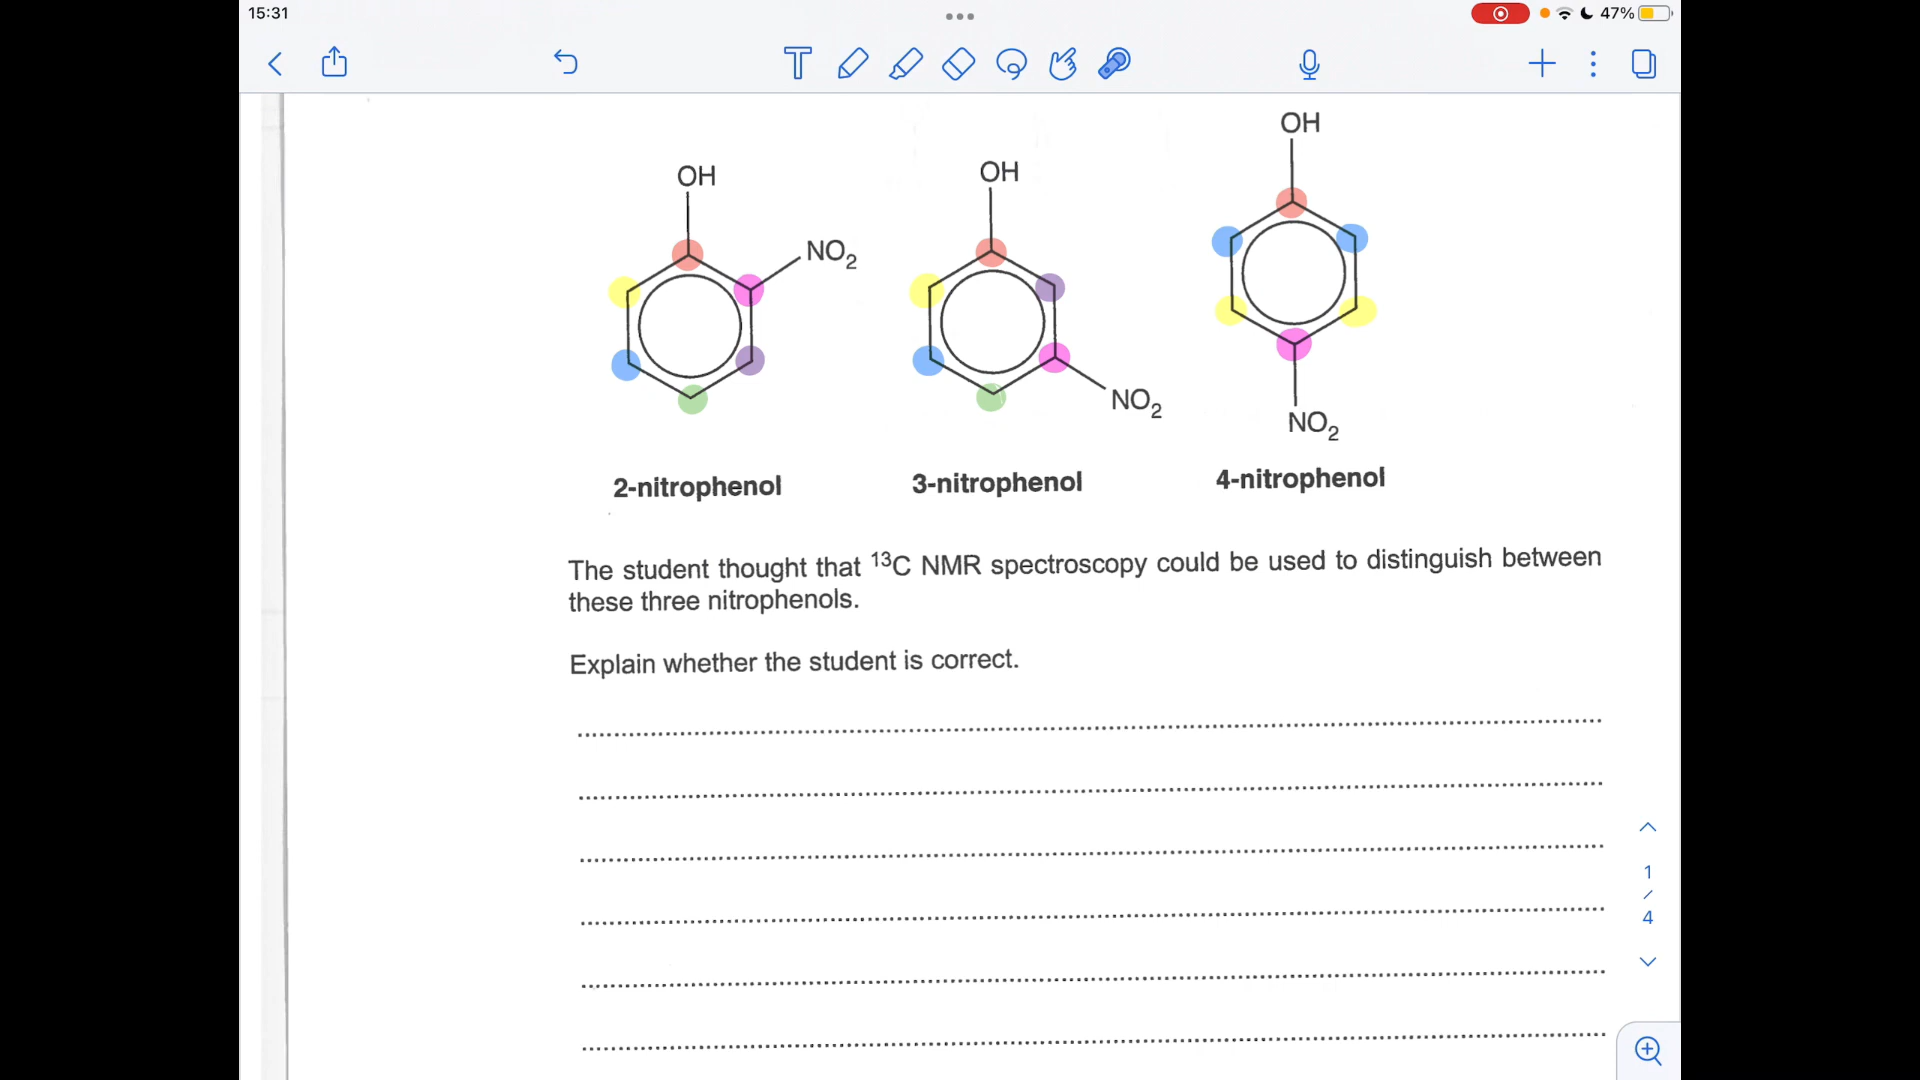 15:31
47%
OH
OH
OH
NO2
NO2
NO2
2-nitrophenol
3-nitrophenol
4-nitrophenol
The student thought that 13C NMR spectroscopy could be used to distinguish between
these three nitrophenols.
Explain whether the student is correct.
1
/
4